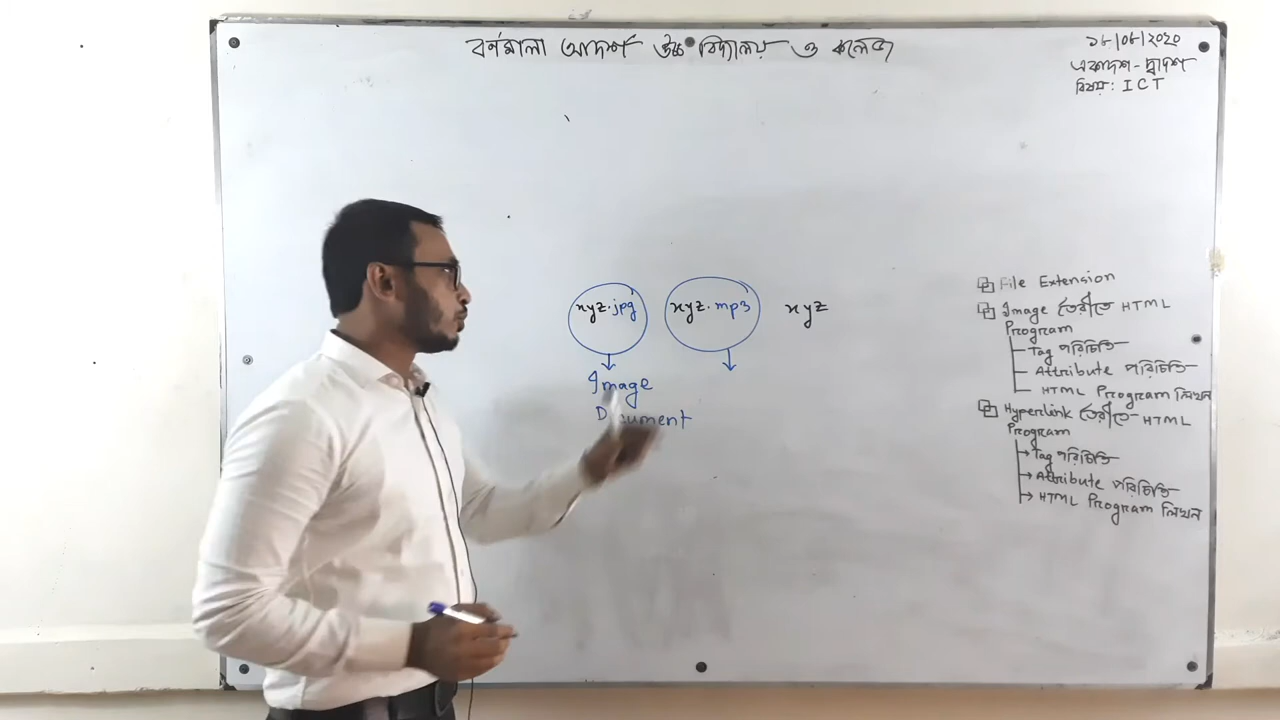 বর্ণমালা আদর্শ উচ্চ বিদ্যালয় ও কলেজ
১৮/০৮/২০২০
একাদশ-দ্বাদশ
বিষয়: ICT
xyz.jpg
xyz.mp3
xyz
Image
Document
File Extension
Image তৈরীতে HTML
Program
Tag পরিচিতি
Attribute পরিচিতি
HTML Program লিখন
Hyperlink তৈরীতে HTML
Program
Tag পরিচিতি
Attribute পরিচিতি
HTML Program লিখন